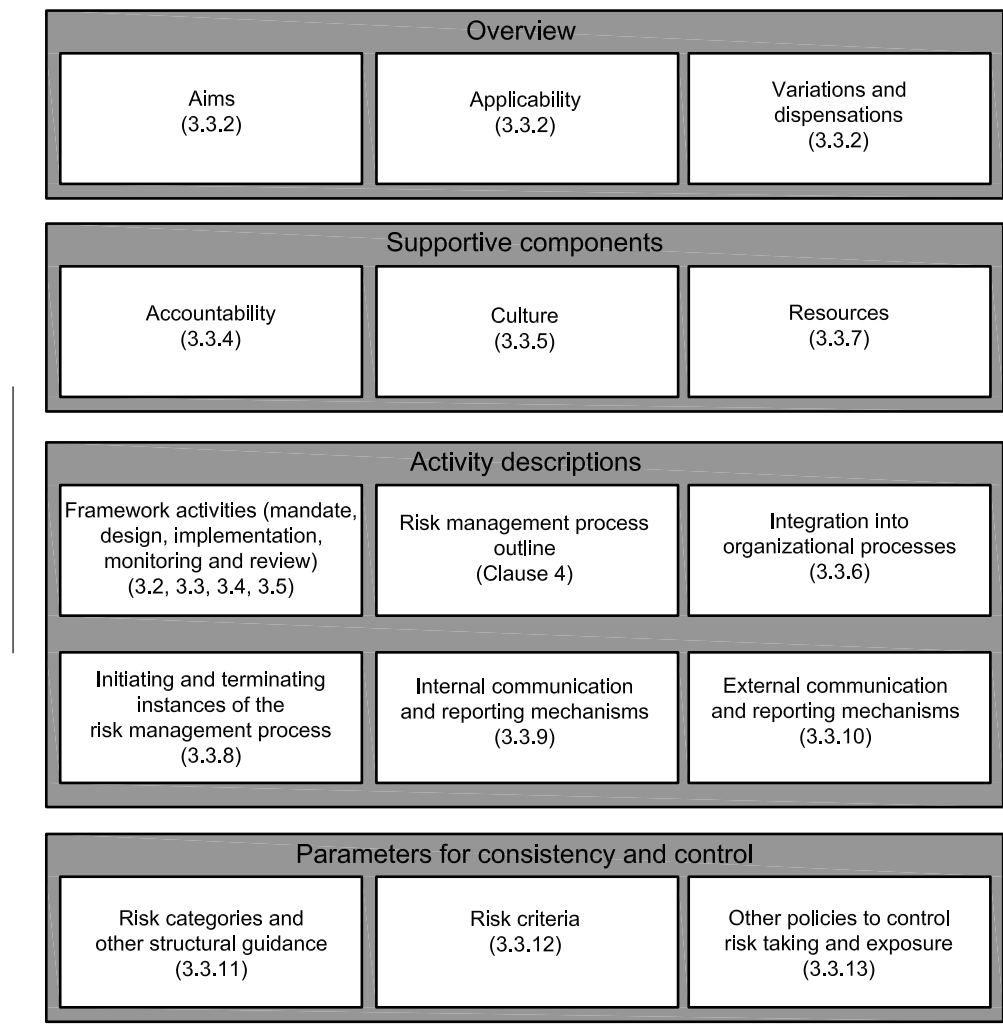 Overview
Aims
(3.3.2)
Applicability
(3.3.2)
Variations and
dispensations
(3.3.2)
Supportive components
Accountability
(3.3.4)
Culture
(3.3.5)
Resources
(3.3.7)
Activity descriptions
Framework activities (mandate,
design, implementation,
monitoring and review)
(3.2, 3.3, 3.4, 3.5)
Risk management process
outline
(Clause 4)
Integration into
organizational processes
(3.3.6)
Initiating and terminating
instances of the
risk management process
(3.3.8)
Internal communication
and reporting mechanisms
(3.3.9)
External communication
and reporting mechanisms
(3.3.10)
Parameters for consistency and control
Risk categories and
other structural guidance
(3.3.11)
Risk criteria
(3.3.12)
Other policies to control
risk taking and exposure
(3.3.13)